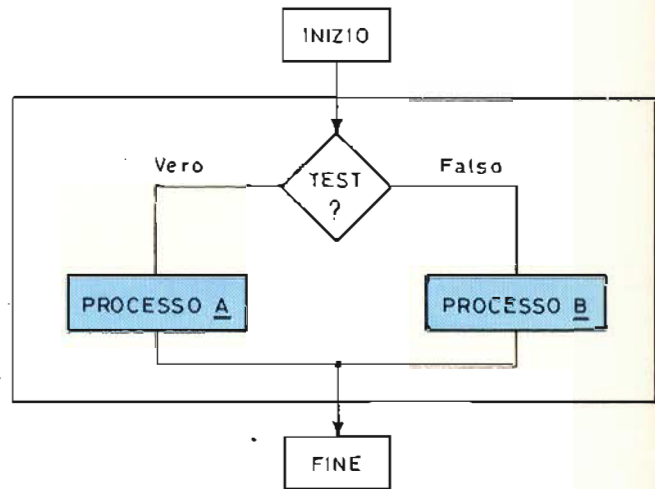 INIZIO
Vero
Falso
TEST
?
PROCESSO A
PROCESSO B
FINE